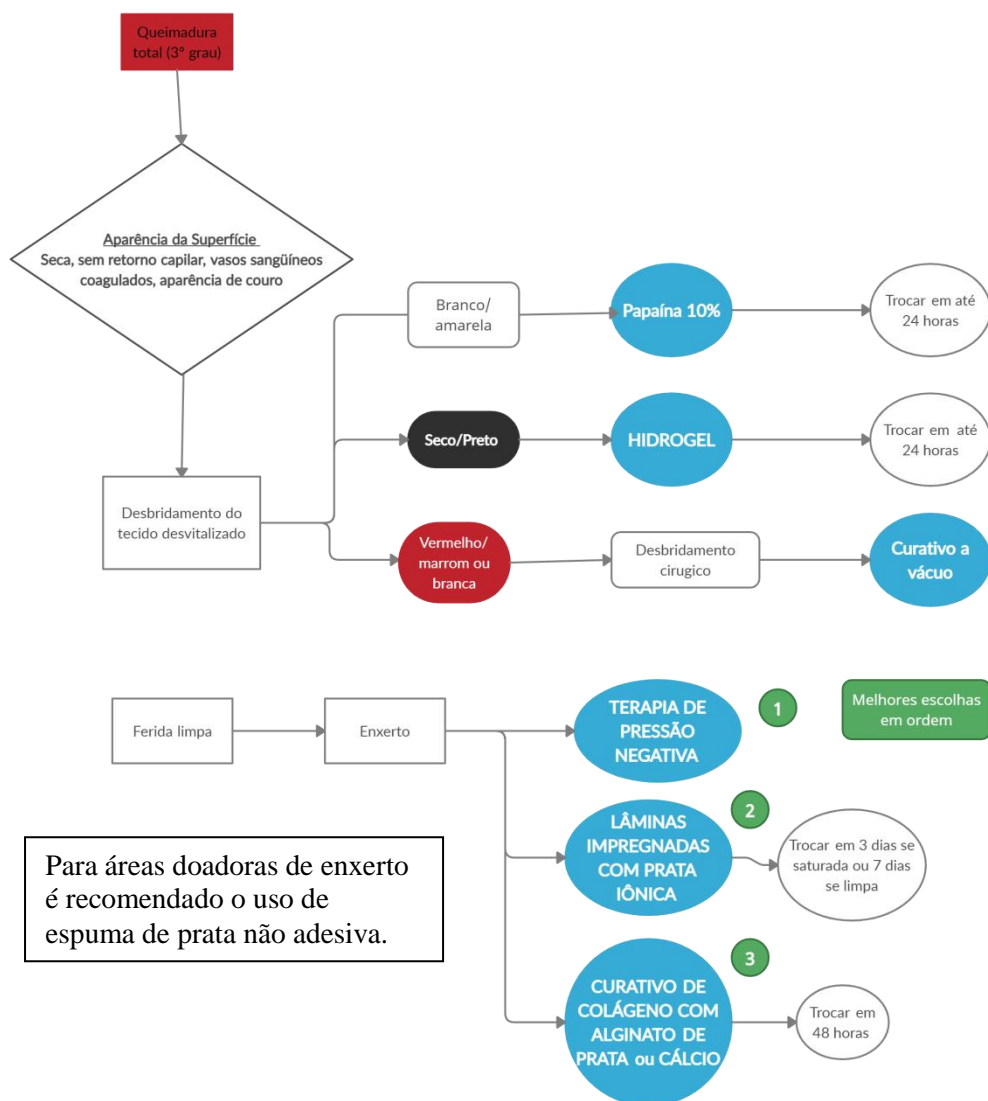 Queimadura
total (3º grau)
Aparência da Superfície
Seca, sem retorno capilar, vasos sangüíneos
coagulados, aparência de couro
Branco/
amarela
Papaína 10%
Trocar em até
24 horas
Seco/Preto
HIDROGEL
Trocar em até
24 horas
Desbridamento do
tecido desvitalizado
Vermelho/
marrom ou
branca
Desbridamento
cirugico
Curativo a
vácuo
Ferida limpa
Enxerto
TERAPIA DE
PRESSÃO
NEGATIVA
1
Melhores escolhas
em ordem
2
LÂMINAS
IMPREGNADAS
COM PRATA
IÔNICA
Trocar em 3 dias se
saturada ou 7 dias
se limpa
Para áreas doadoras de enxerto
é recomendado o uso de
espuma de prata não adesiva.
3
CURATIVO DE
COLÁGENO COM
ALGINATO DE
PRATA ou CÁLCIO
Trocar em
48 horas